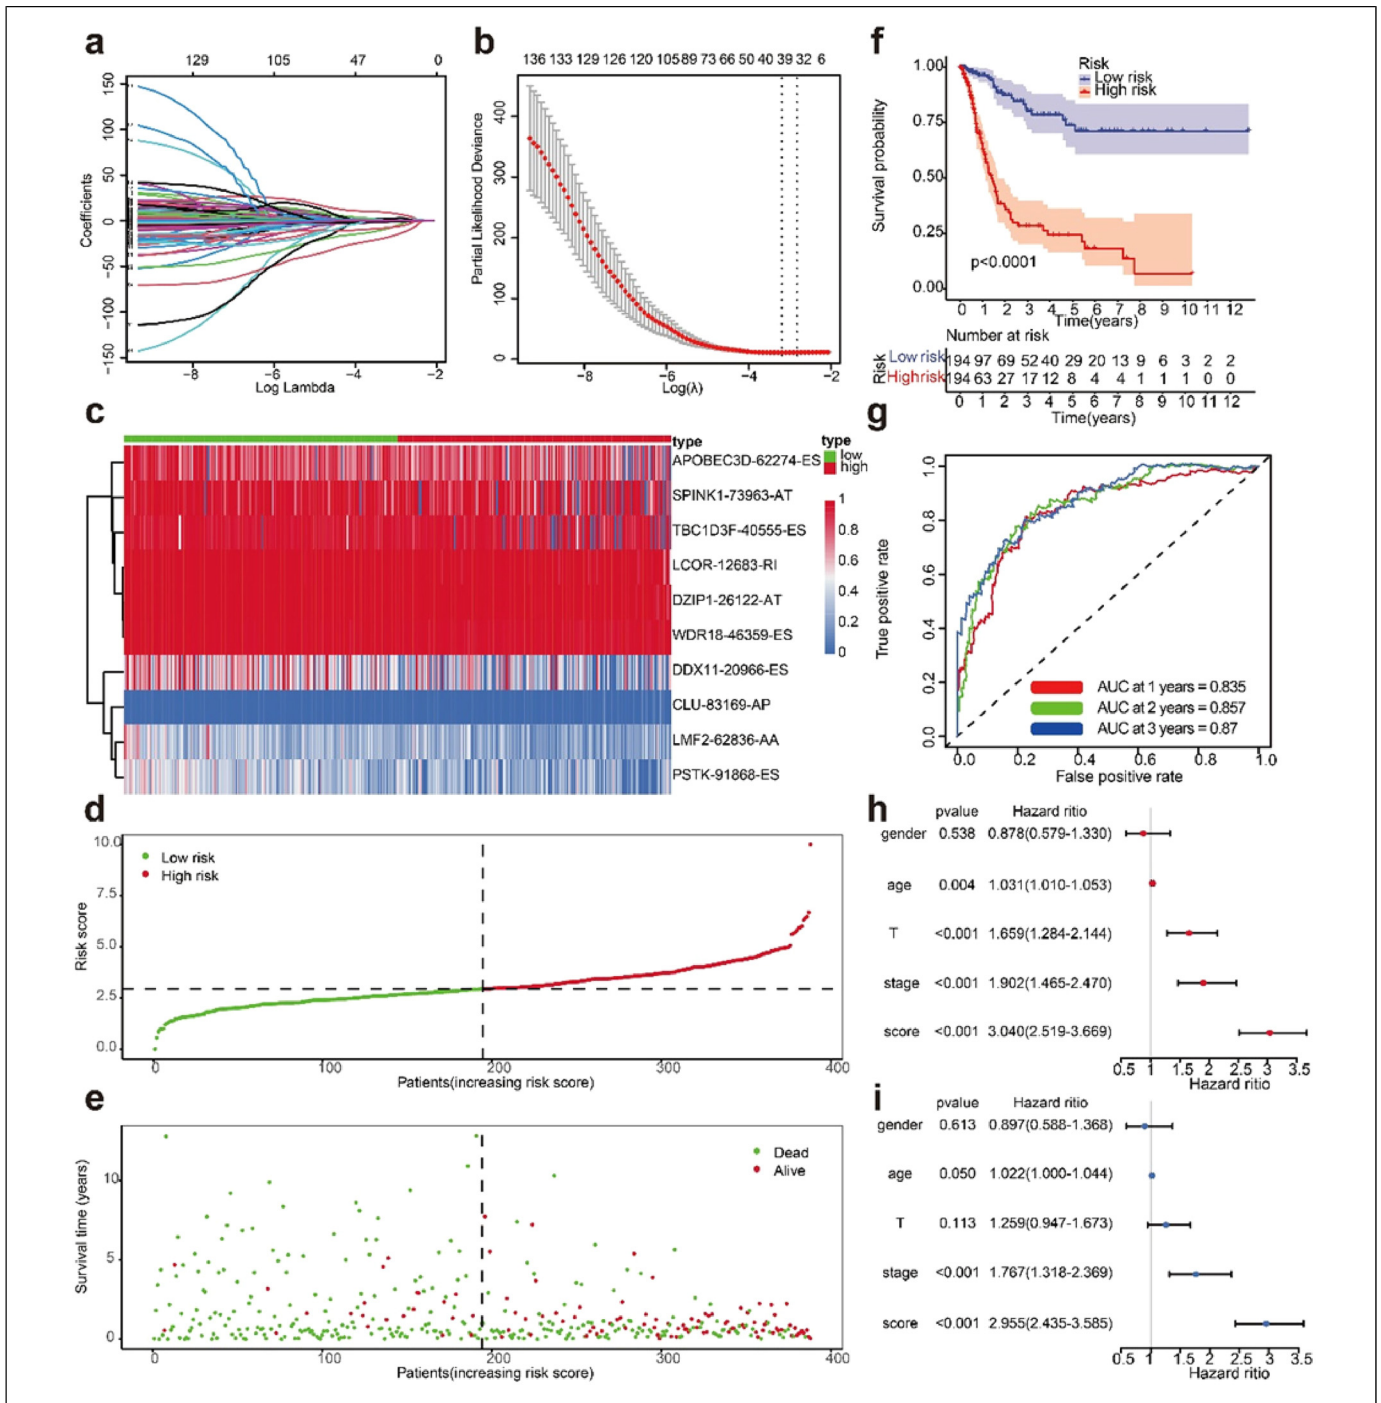 a
129 105 47 0
150
100
50
0
−50
−100
−150
Coefficients
−8 −6 −4 −2
Log Lambda
b
136 133 129 126 120 105 89 73 66 50 40 39 32 6
400
300
200
100
0
Partial Likelihood Deviance
−8 −6 −4 −2
Log(λ)
f
Risk
Low risk
High risk
1.00
0.75
0.50
0.25
0.00
Survival probability
p<0.0001
0 1 2 3 4 5 6 7 8 9 10 11 12
Time(years)
Number at risk
Risk
Low risk 194 97 69 52 40 29 20 13 9 6 3 2 2
Highrisk 194 63 27 17 12 8 4 4 1 1 1 0 0
0 1 2 3 4 5 6 7 8 9 10 11 12
Time(years)
c
type
APOBEC3D-62274-ES
SPINK1-73963-AT
TBC1D3F-40555-ES
LCOR-12683-RI
DZIP1-26122-AT
WDR18-46359-ES
DDX11-20966-ES
CLU-83169-AP
LMF2-62836-AA
PSTK-91868-ES
type
low
high
1
0.8
0.6
0.4
0.2
0
g
1.0
0.8
0.6
0.4
0.2
0.0
True positive rate
AUC at 1 years = 0.835
AUC at 2 years = 0.857
AUC at 3 years = 0.87
0.0 0.2 0.4 0.6 0.8 1.0
False positive rate
d
10.0
7.5
5.0
2.5
0.0
Risk score
Low risk
High risk
0 100 200 300 400
Patients(increasing risk score)
e
10
5
0
Survival time (years)
Dead
Alive
0 100 200 300 400
Patients(increasing risk score)
h
pvalue Hazard ritio
gender 0.538 0.878(0.579-1.330)
age 0.004 1.031(1.010-1.053)
T <0.001 1.659(1.284-2.144)
stage <0.001 1.902(1.465-2.470)
score <0.001 3.040(2.519-3.669)
0.5 1 1.5 2 2.5 3 3.5
Hazard ritio
i
pvalue Hazard ritio
gender 0.613 0.897(0.588-1.368)
age 0.050 1.022(1.000-1.044)
T 0.113 1.259(0.947-1.673)
stage <0.001 1.767(1.318-2.369)
score <0.001 2.955(2.435-3.585)
0.5 1 1.5 2 2.5 3 3.5
Hazard ritio